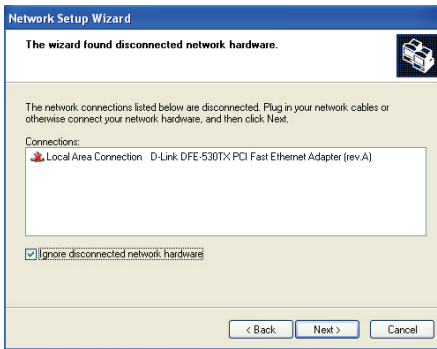 Network Setup Wizard
The wizard found disconnected network hardware.
The network connections listed below are disconnected. Plug in your network cables or
otherwise connect your network hardware, and then click Next.
Connections:
Local Area Connection D-Link DFE-530TX PCI Fast Ethernet Adapter (rev.A)
Ignore disconnected network hardware
< Back Next > Cancel